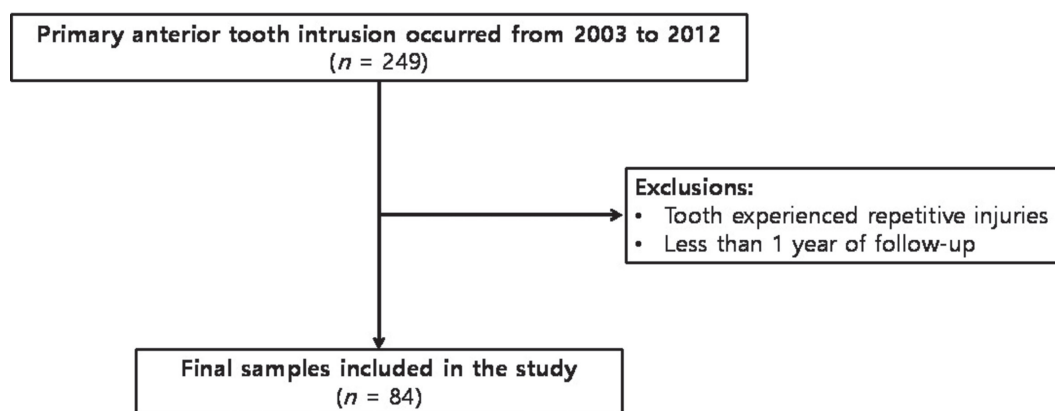 Primary anterior tooth intrusion occurred from 2003 to 2012
(n = 249)
Exclusions:
• Tooth experienced repetitive injuries
• Less than 1 year of follow-up
Final samples included in the study
(n = 84)